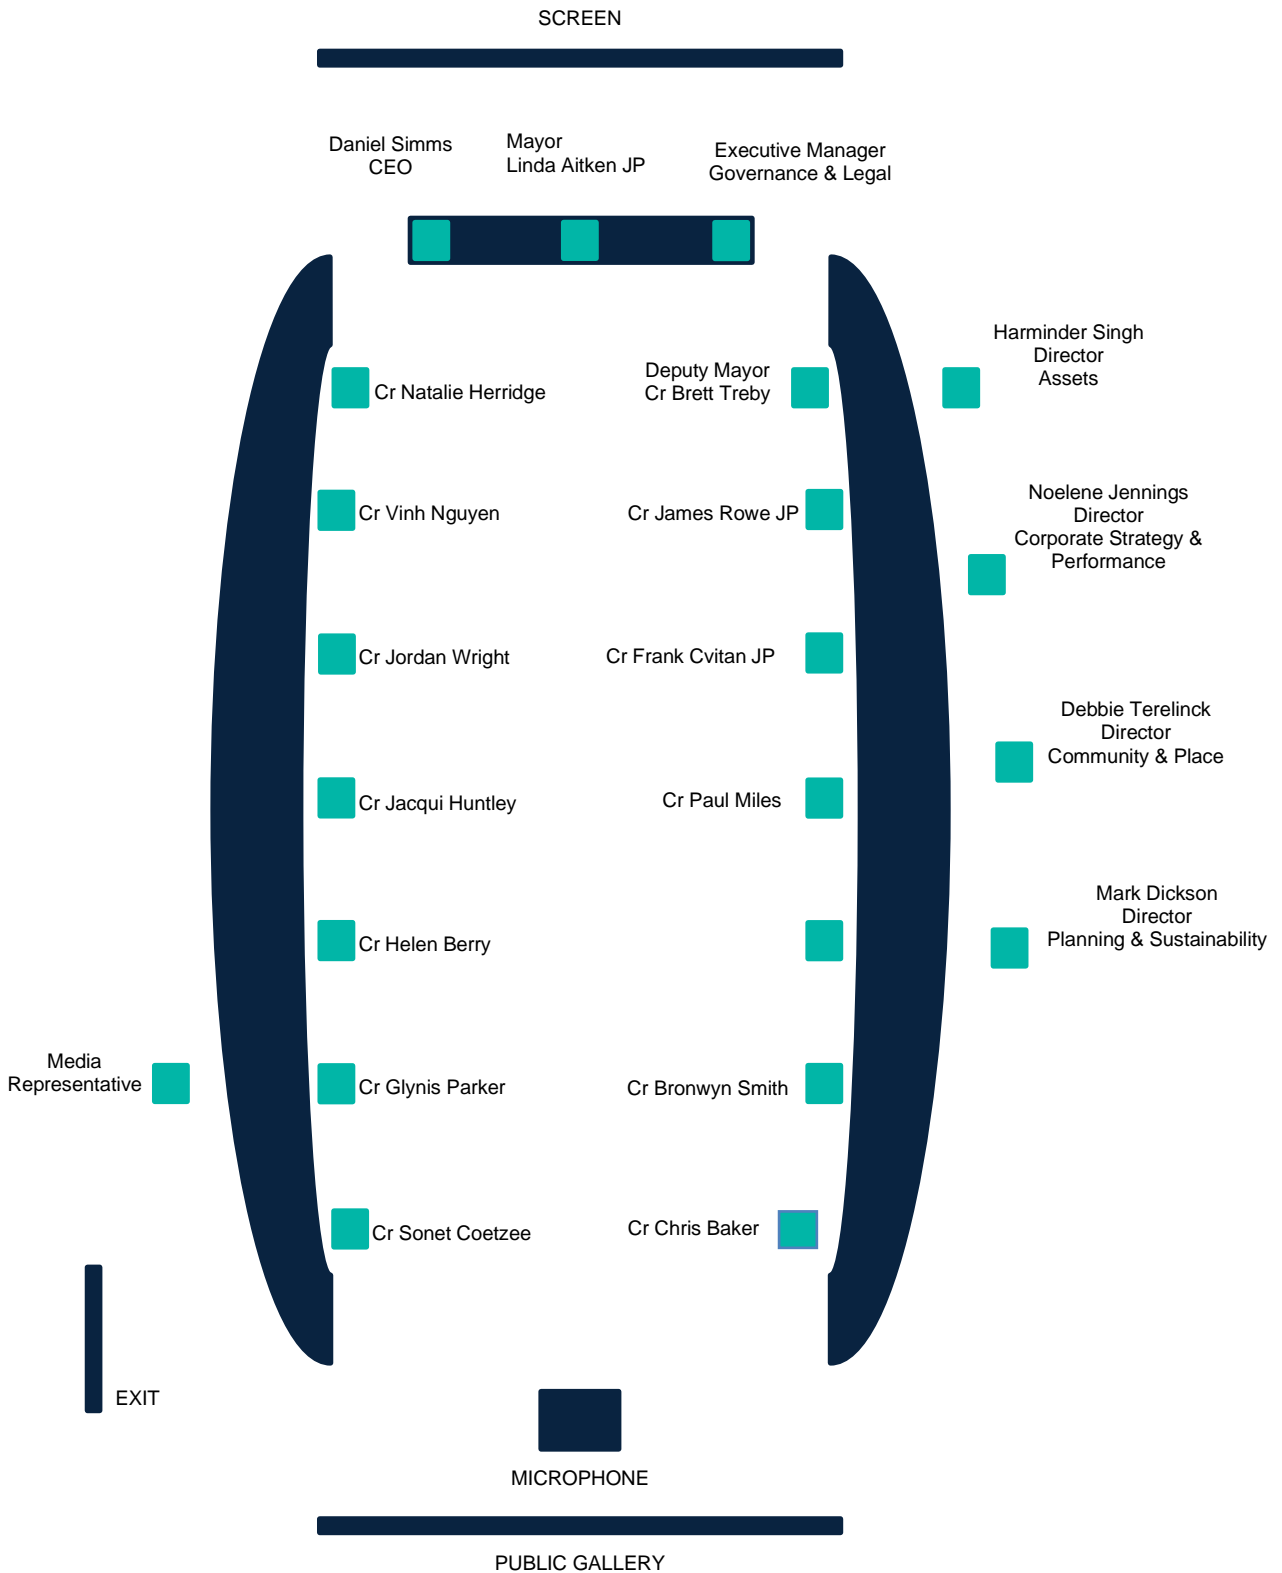 SCREEN
Daniel Simms
CEO
Mayor
Linda Aitken JP
Executive Manager
Governance & Legal
Harminder Singh
Director
Assets
Cr Natalie Herridge
Deputy Mayor
Cr Brett Treby
Noelene Jennings
Director
Corporate Strategy &
Performance
Cr Vinh Nguyen
Cr James Rowe JP
Cr Jordan Wright
Cr Frank Cvitan JP
Debbie Terelinck
Director
Community & Place
Cr Jacqui Huntley
Cr Paul Miles
Mark Dickson
Director
Planning & Sustainability
Cr Helen Berry
Media
Representative
Cr Glynis Parker
Cr Bronwyn Smith
Cr Sonet Coetzee
Cr Chris Baker
EXIT
MICROPHONE
PUBLIC GALLERY